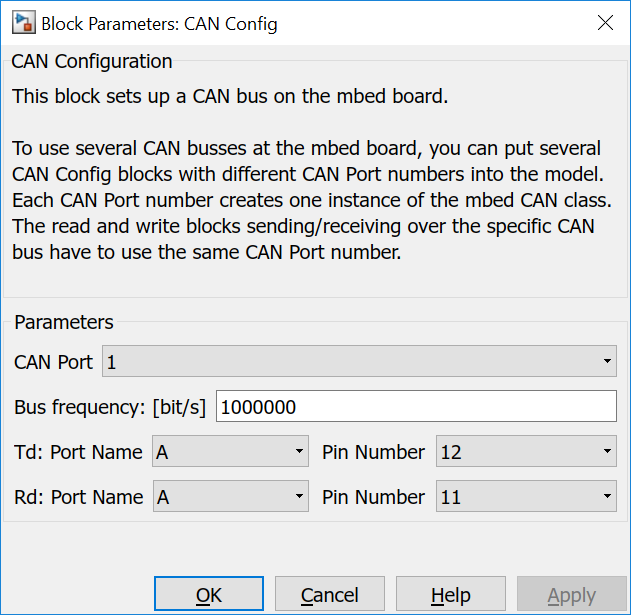 Block Parameters: CAN Config
CAN Configuration
This block sets up a CAN bus on the mbed board.
To use several CAN busses at the mbed board, you can put several
CAN Config blocks with different CAN Port numbers into the model.
Each CAN Port number creates one instance of the mbed CAN class.
The read and write blocks sending/receiving over the specific CAN
bus have to use the same CAN Port number.
Parameters
CAN Port 1
Bus frequency: [bit/s] 1000000
Td: Port Name A Pin Number 12
Rd: Port Name A Pin Number 11
OK Cancel Help Apply